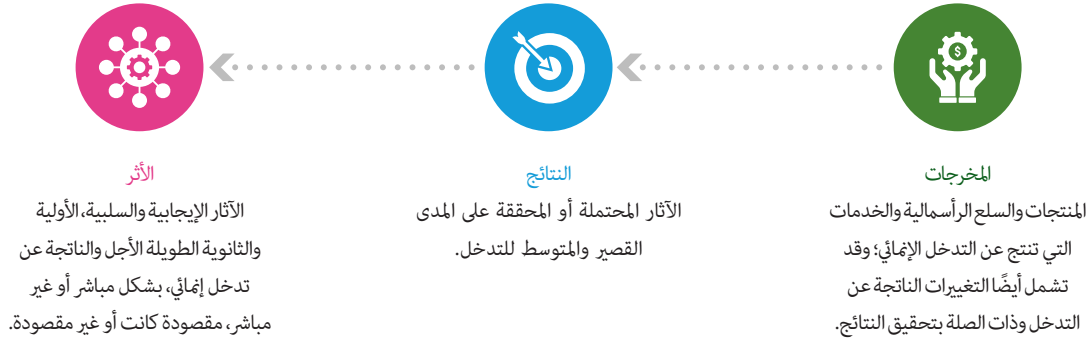 المخرجات
المنتجات والسلع الرأسمالية والخدمات
التي تنتج عن التدخل الإنمائي؛ وقد
تشمل أيضًا التغييرات الناتجة عن
التدخل وذات الصلة بتحقيق النتائج.
النتائج
الآثار المحتملة أو المحققة على المدى
القصير والمتوسط للتدخل.
الأثر
الآثار الإيجابية والسلبية، الأولية
والثانوية الطويلة الأجل والناتجة عن
تدخل إنمائي، بشكل مباشر أو غير
مباشر، مقصودة كانت أو غير مقصودة.
$